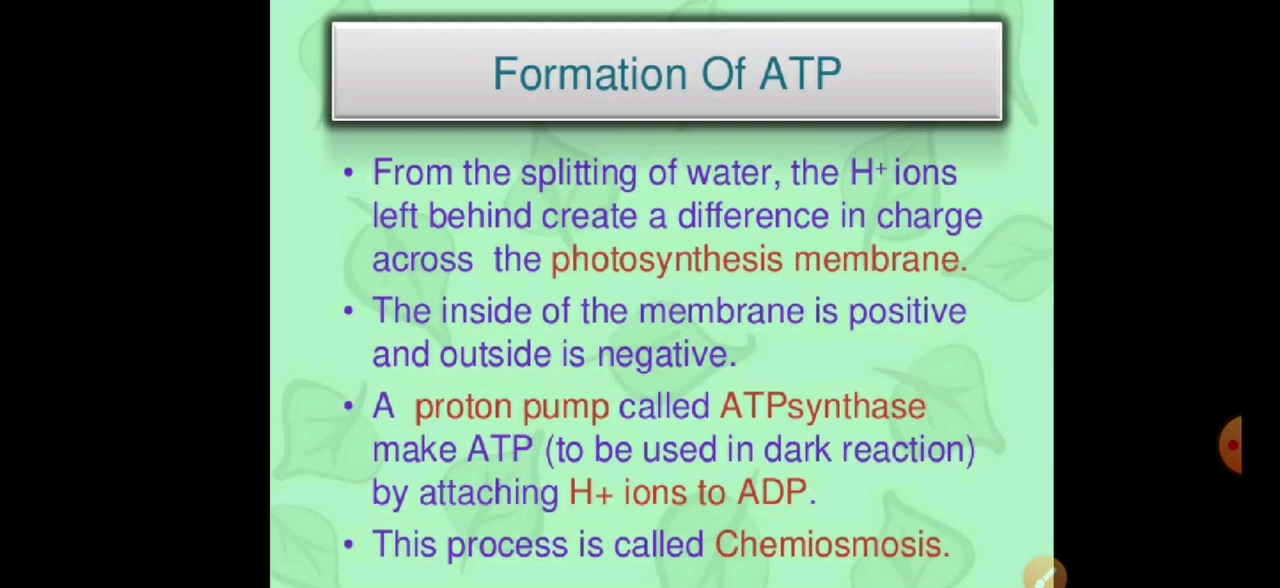 Formation Of ATP
• From the splitting of water, the H⁺ ions
left behind create a difference in charge
across the photosynthesis membrane.
• The inside of the membrane is positive
and outside is negative.
• A proton pump called ATPsynthase
make ATP (to be used in dark reaction)
by attaching H+ ions to ADP.
• This process is called Chemiosmosis.